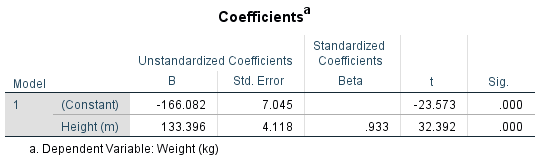 Coefficientsa
Unstandardized Coefficients Standardized Coefficients
Model B Std. Error Beta t Sig.
1 (Constant) -166.082 7.045 -23.573 .000
Height (m) 133.396 4.118 .933 32.392 .000
a. Dependent Variable: Weight (kg)